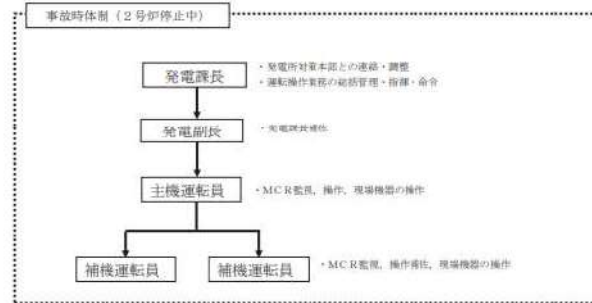 事故時体制（２号炉停止中）
発電課長
・発電所対策本部との連絡・調整
・運転操作業務の総括管理・指揮・命令
発電副長
・発電課長補佐
主機運転員
・ＭＣＲ監視，操作，現場機器の操作
補機運転員 補機運転員
・ＭＣＲ監視，操作補佐，現場機器の操作